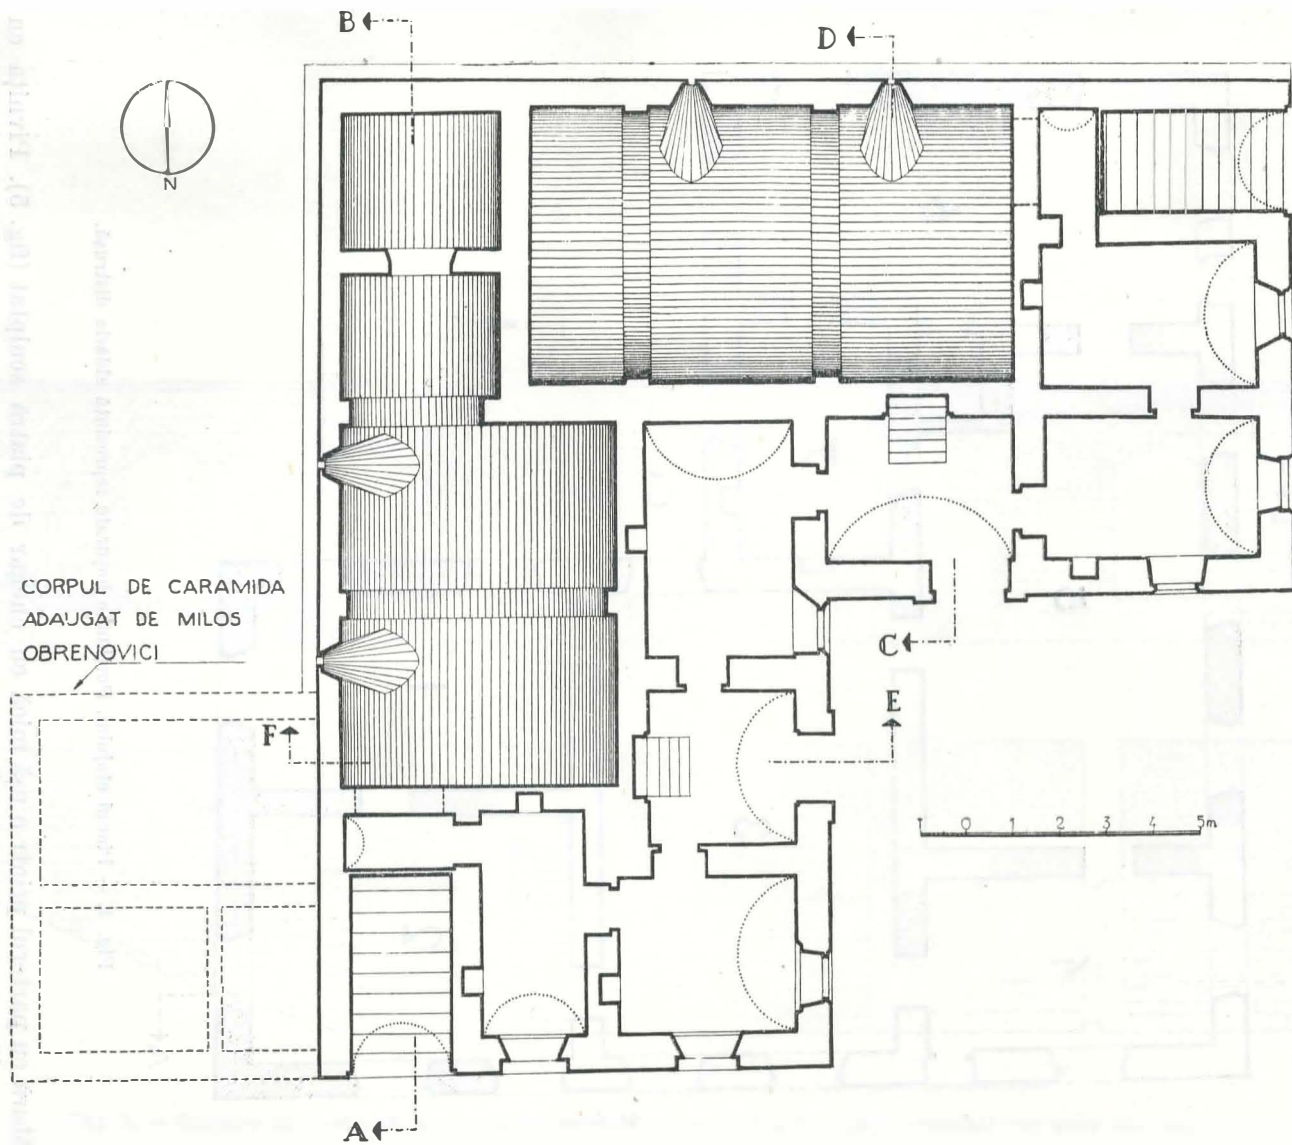 B
D
N
CORPUL DE CARAMIDA
ADAUGAT DE MILOS
OBRENOVICI
C
E
F
1 0 1 2 3 4 5m
A